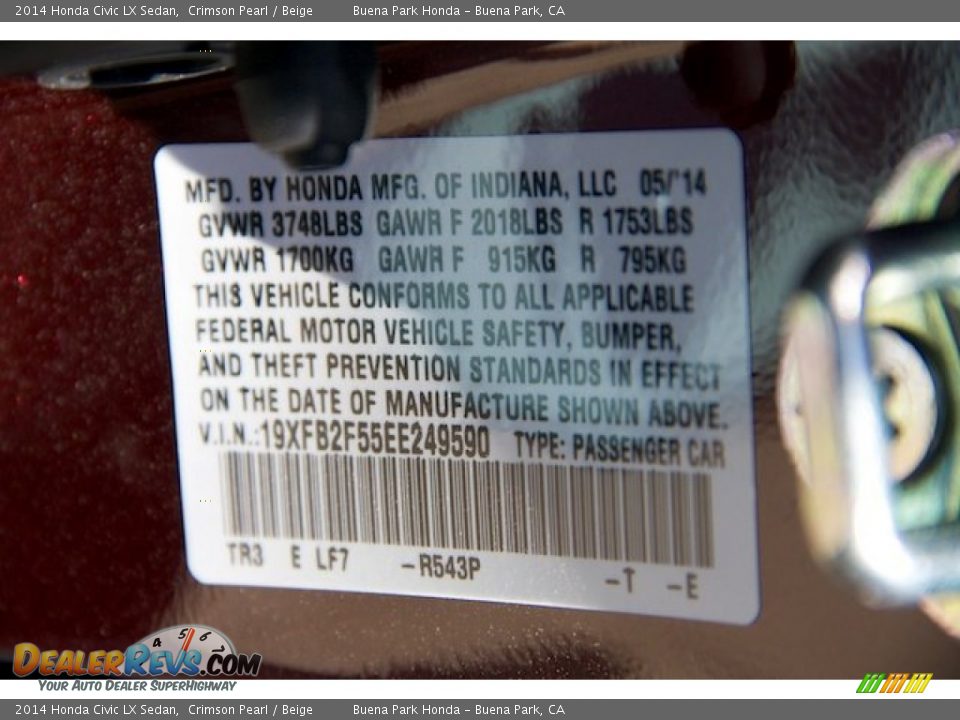 2014 Honda Civic LX Sedan, Crimson Pearl / Beige Buena Park Honda - Buena Park, CA
MFD. BY HONDA MFG. OF INDIANA, LLC 05/'14
GVWR 3748LBS GAWR F 2018LBS R 1753LBS
GVWR 1700KG GAWR F 915KG R 795KG
THIS VEHICLE CONFORMS TO ALL APPLICABLE
FEDERAL MOTOR VEHICLE SAFETY, BUMPER,
AND THEFT PREVENTION STANDARDS IN EFFECT
ON THE DATE OF MANUFACTURE SHOWN ABOVE.
V.I.N.:19XFB2F55EE249590 TYPE: PASSENGER CAR
TR3 E LF7 -R543P -T -E
4 5 6
DEALERREVS.COM
YOUR AUTO DEALER SUPERHIGHWAY
2014 Honda Civic LX Sedan, Crimson Pearl / Beige Buena Park Honda - Buena Park, CA